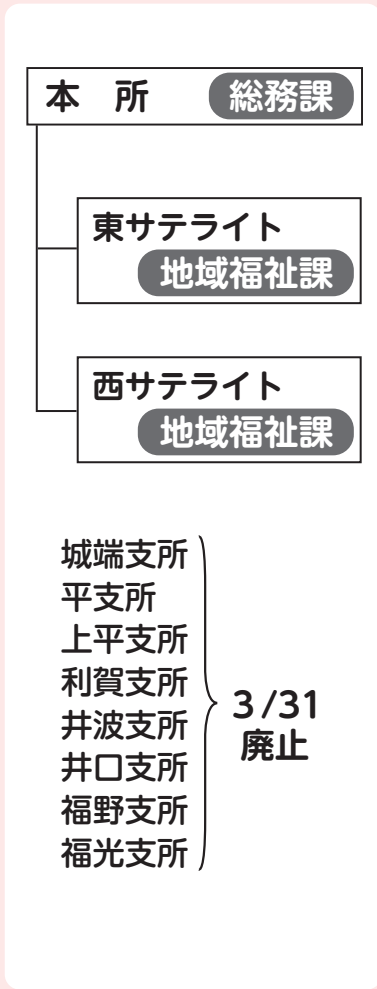 本　所　総務課
東サテライト
地域福祉課
西サテライト
地域福祉課
城端支所
平支所
上平支所
利賀支所
井波支所
井口支所
福野支所
福光支所
3/31
廃止